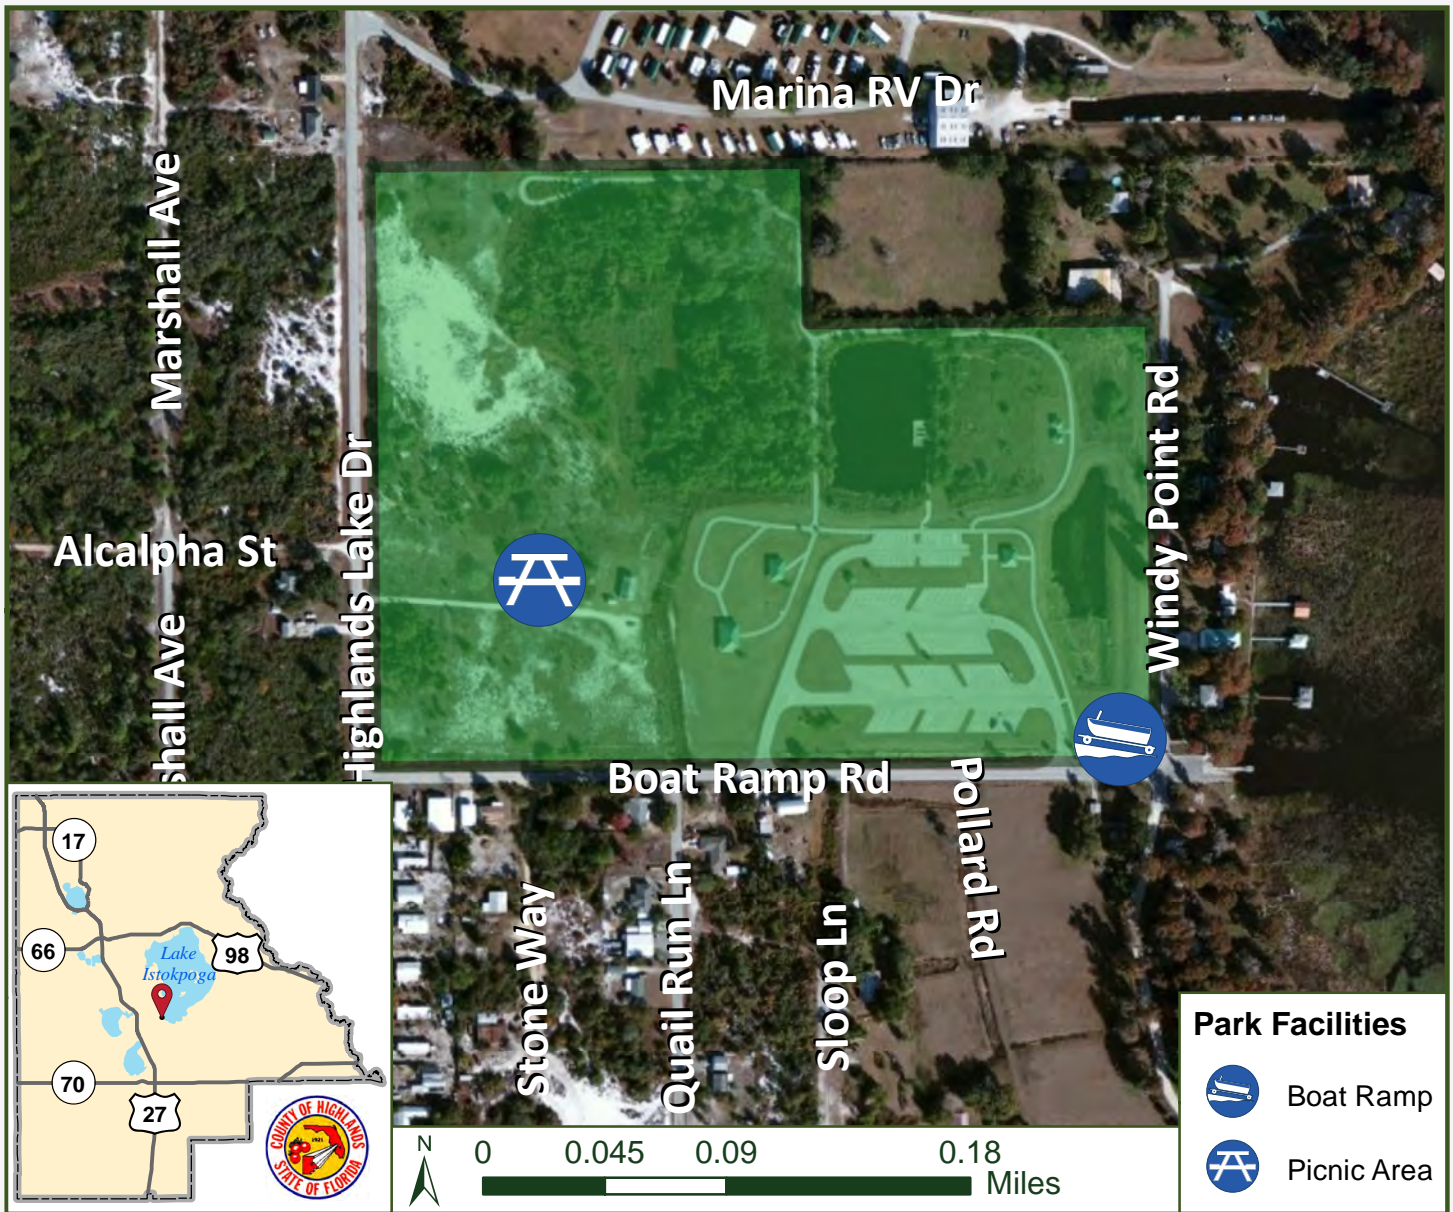 Marina RV Dr
Marshall Ave
Windy Point Rd
Highlands Lake Dr
Alcalpha St
shall Ave
Boat Ramp Rd
Pollard Rd
Stone Way
Quail Run Ln
Sloop Ln
17
66
98
Lake
Istokpoga
70
27
COUNTY OF HIGHLANDS
1921
STATE OF FLORIDA
N
0 0.045 0.09 0.18
Miles
Park Facilities
Boat Ramp
Picnic Area